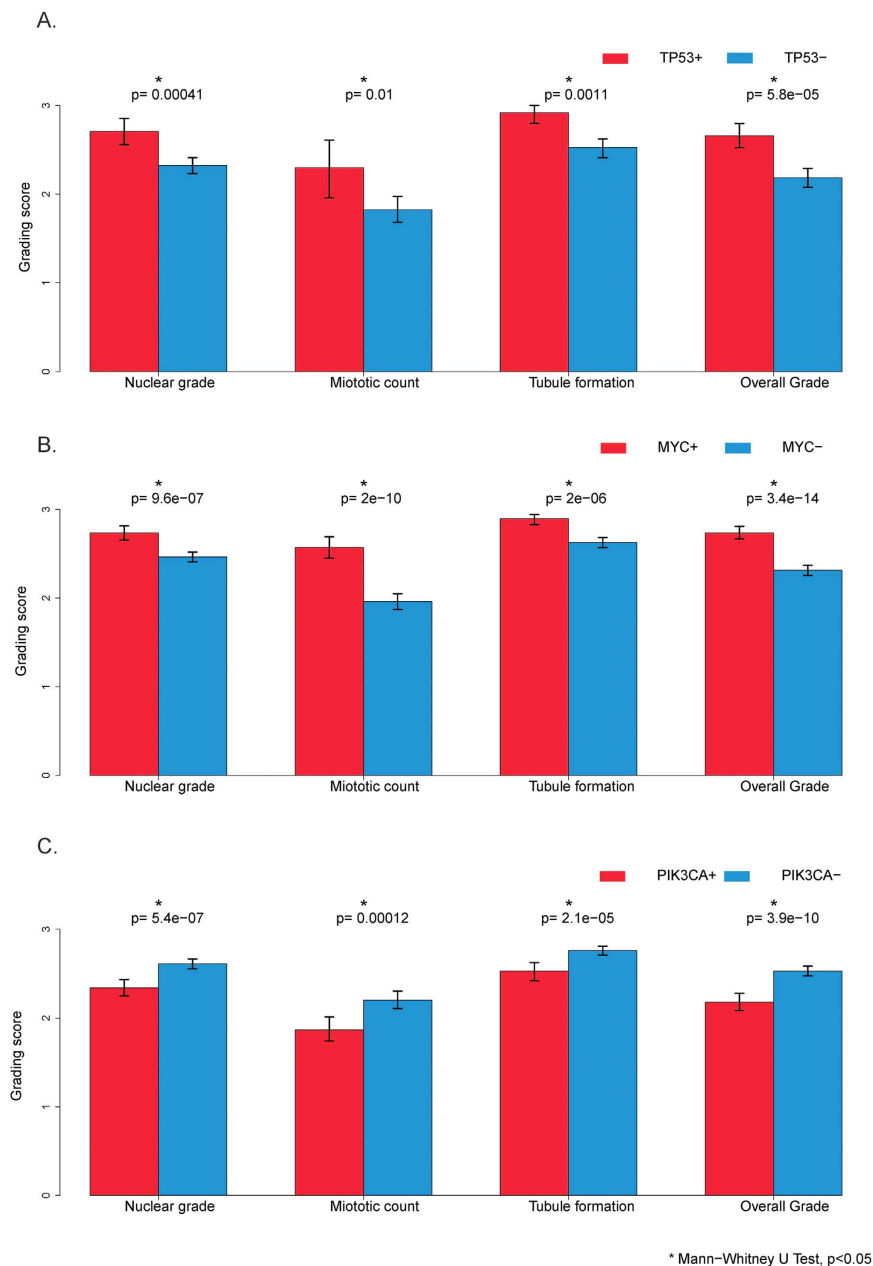 A.
TP53+ TP53−
* * * *
p= 0.00041 p= 0.01 p= 0.0011 p= 5.8e−05
Grading score
3
2
1
0
Nuclear grade Miototic count Tubule formation Overall Grade
B.
MYC+ MYC−
* * * *
p= 9.6e−07 p= 2e−10 p= 2e−06 p= 3.4e−14
Grading score
3
2
1
0
Nuclear grade Miototic count Tubule formation Overall Grade
C.
PIK3CA+ PIK3CA−
* * * *
p= 5.4e−07 p= 0.00012 p= 2.1e−05 p= 3.9e−10
Grading score
3
2
1
0
Nuclear grade Miototic count Tubule formation Overall Grade
* Mann−Whitney U Test, p<0.05